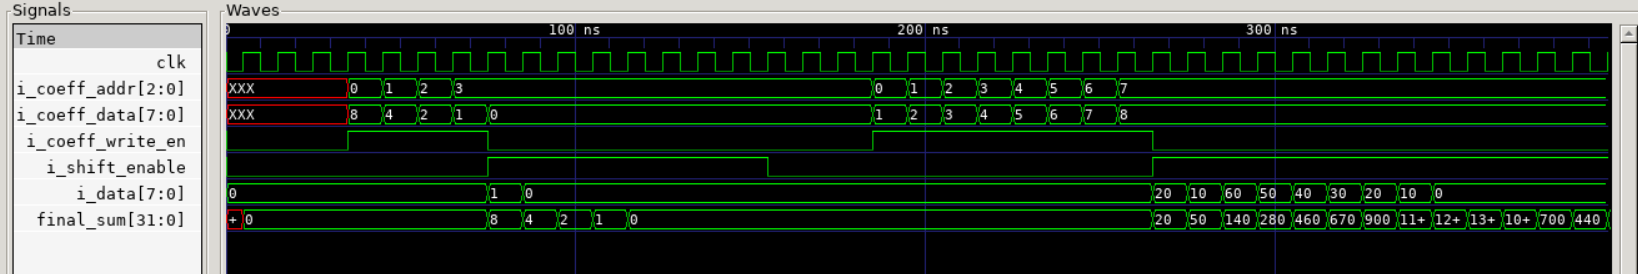 Signals Waves
Time 0 100 ns 200 ns 300 ns
clk
i_coeff_addr[2:0] XXX 0 1 2 3 0 1 2 3 4 5 6 7
i_coeff_data[7:0] XXX 8 4 2 1 0 1 2 3 4 5 6 7 8
i_coeff_write_en
i_shift_enable
i_data[7:0] 0 1 0 20 10 60 50 40 30 20 10 0
final_sum[31:0] + 0 8 4 2 1 0 20 50 140 280 460 670 900 11+ 12+ 13+ 10+ 700 440